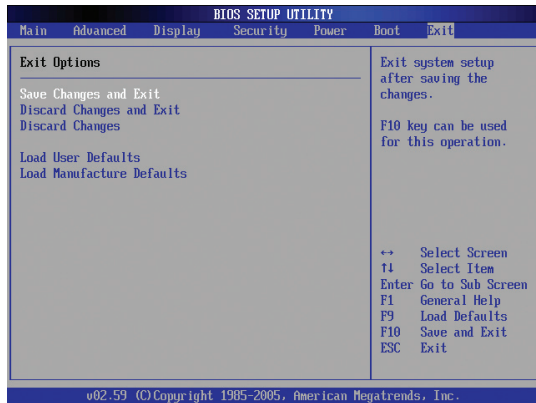 BIOS SETUP UTILITY
Main Advanced Display Security Power Boot Exit
Exit Options
Save Changes and Exit
Discard Changes and Exit
Discard Changes
Load User Defaults
Load Manufacture Defaults
Exit system setup
after saving the
changes.
F10 key can be used
for this operation.
↔ Select Screen
↑↓ Select Item
Enter Go to Sub Screen
F1 General Help
F9 Load Defaults
F10 Save and Exit
ESC Exit
v02.59 (C)Copyright 1985-2005, American Megatrends, Inc.